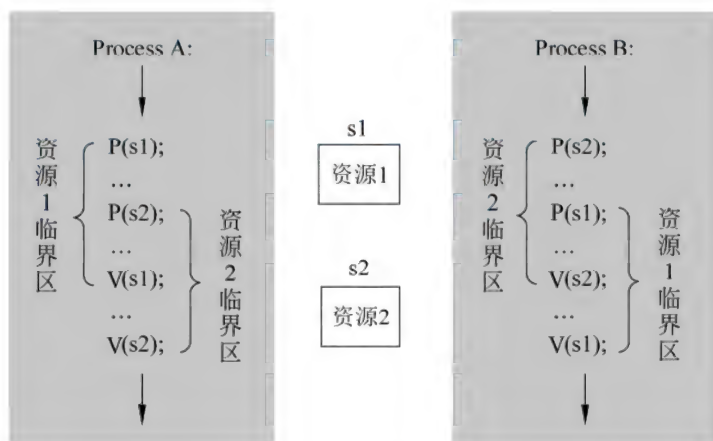 Process A:
资源1临界区
P(s1);
…
P(s2);
…
V(s1);
…
V(s2);
资源2临界区
s1
资源1
s2
资源2
Process B:
资源2临界区
P(s2);
…
P(s1);
…
V(s2);
…
V(s1);
资源1临界区